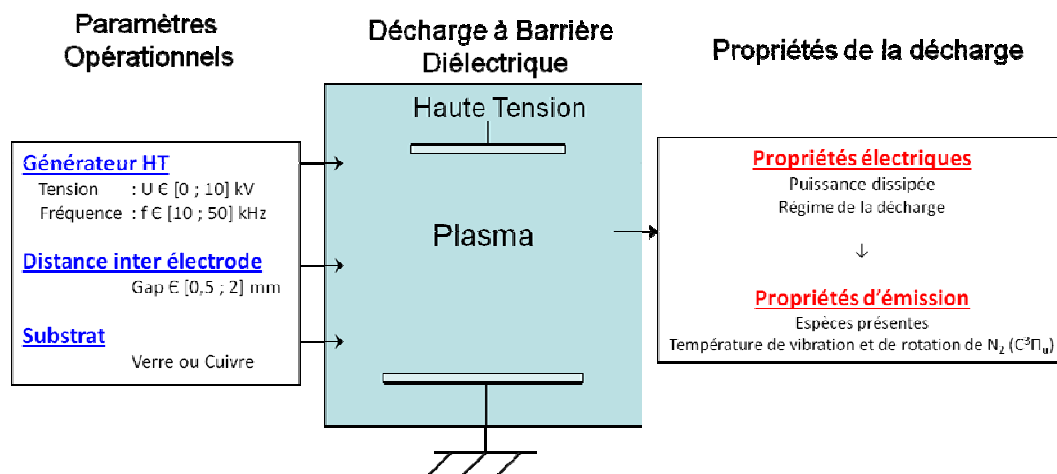 Paramètres
Opérationnels
Générateur HT
Tension : U Є [0 ; 10] kV
Fréquence : f Є [10 ; 50] kHz
Distance inter électrode
Gap Є [0,5 ; 2] mm
Substrat
Verre ou Cuivre
Décharge à Barrière
Diélectrique
Haute Tension
Plasma
Propriétés de la décharge
Propriétés électriques
Puissance dissipée
Régime de la décharge
↓
Propriétés d'émission
Espèces présentes
Température de vibration et de rotation de N₂ (C³Πᵤ)